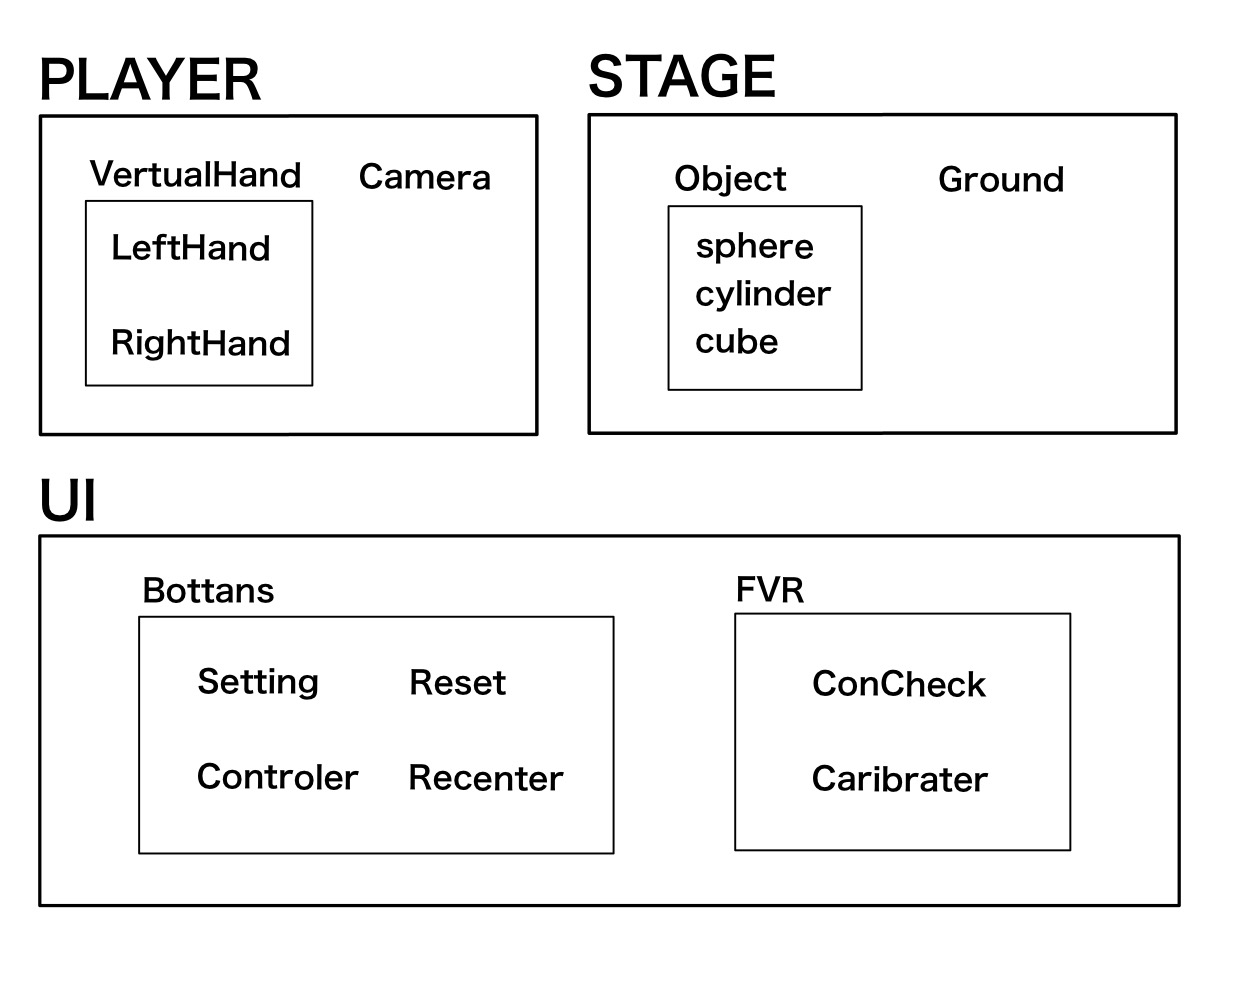 PLAYER
VertualHand
Camera
LeftHand
RightHand
STAGE
Object
Ground
sphere
cylinder
cube
UI
Bottans
Setting
Reset
Controler
Recenter
FVR
ConCheck
Caribrater